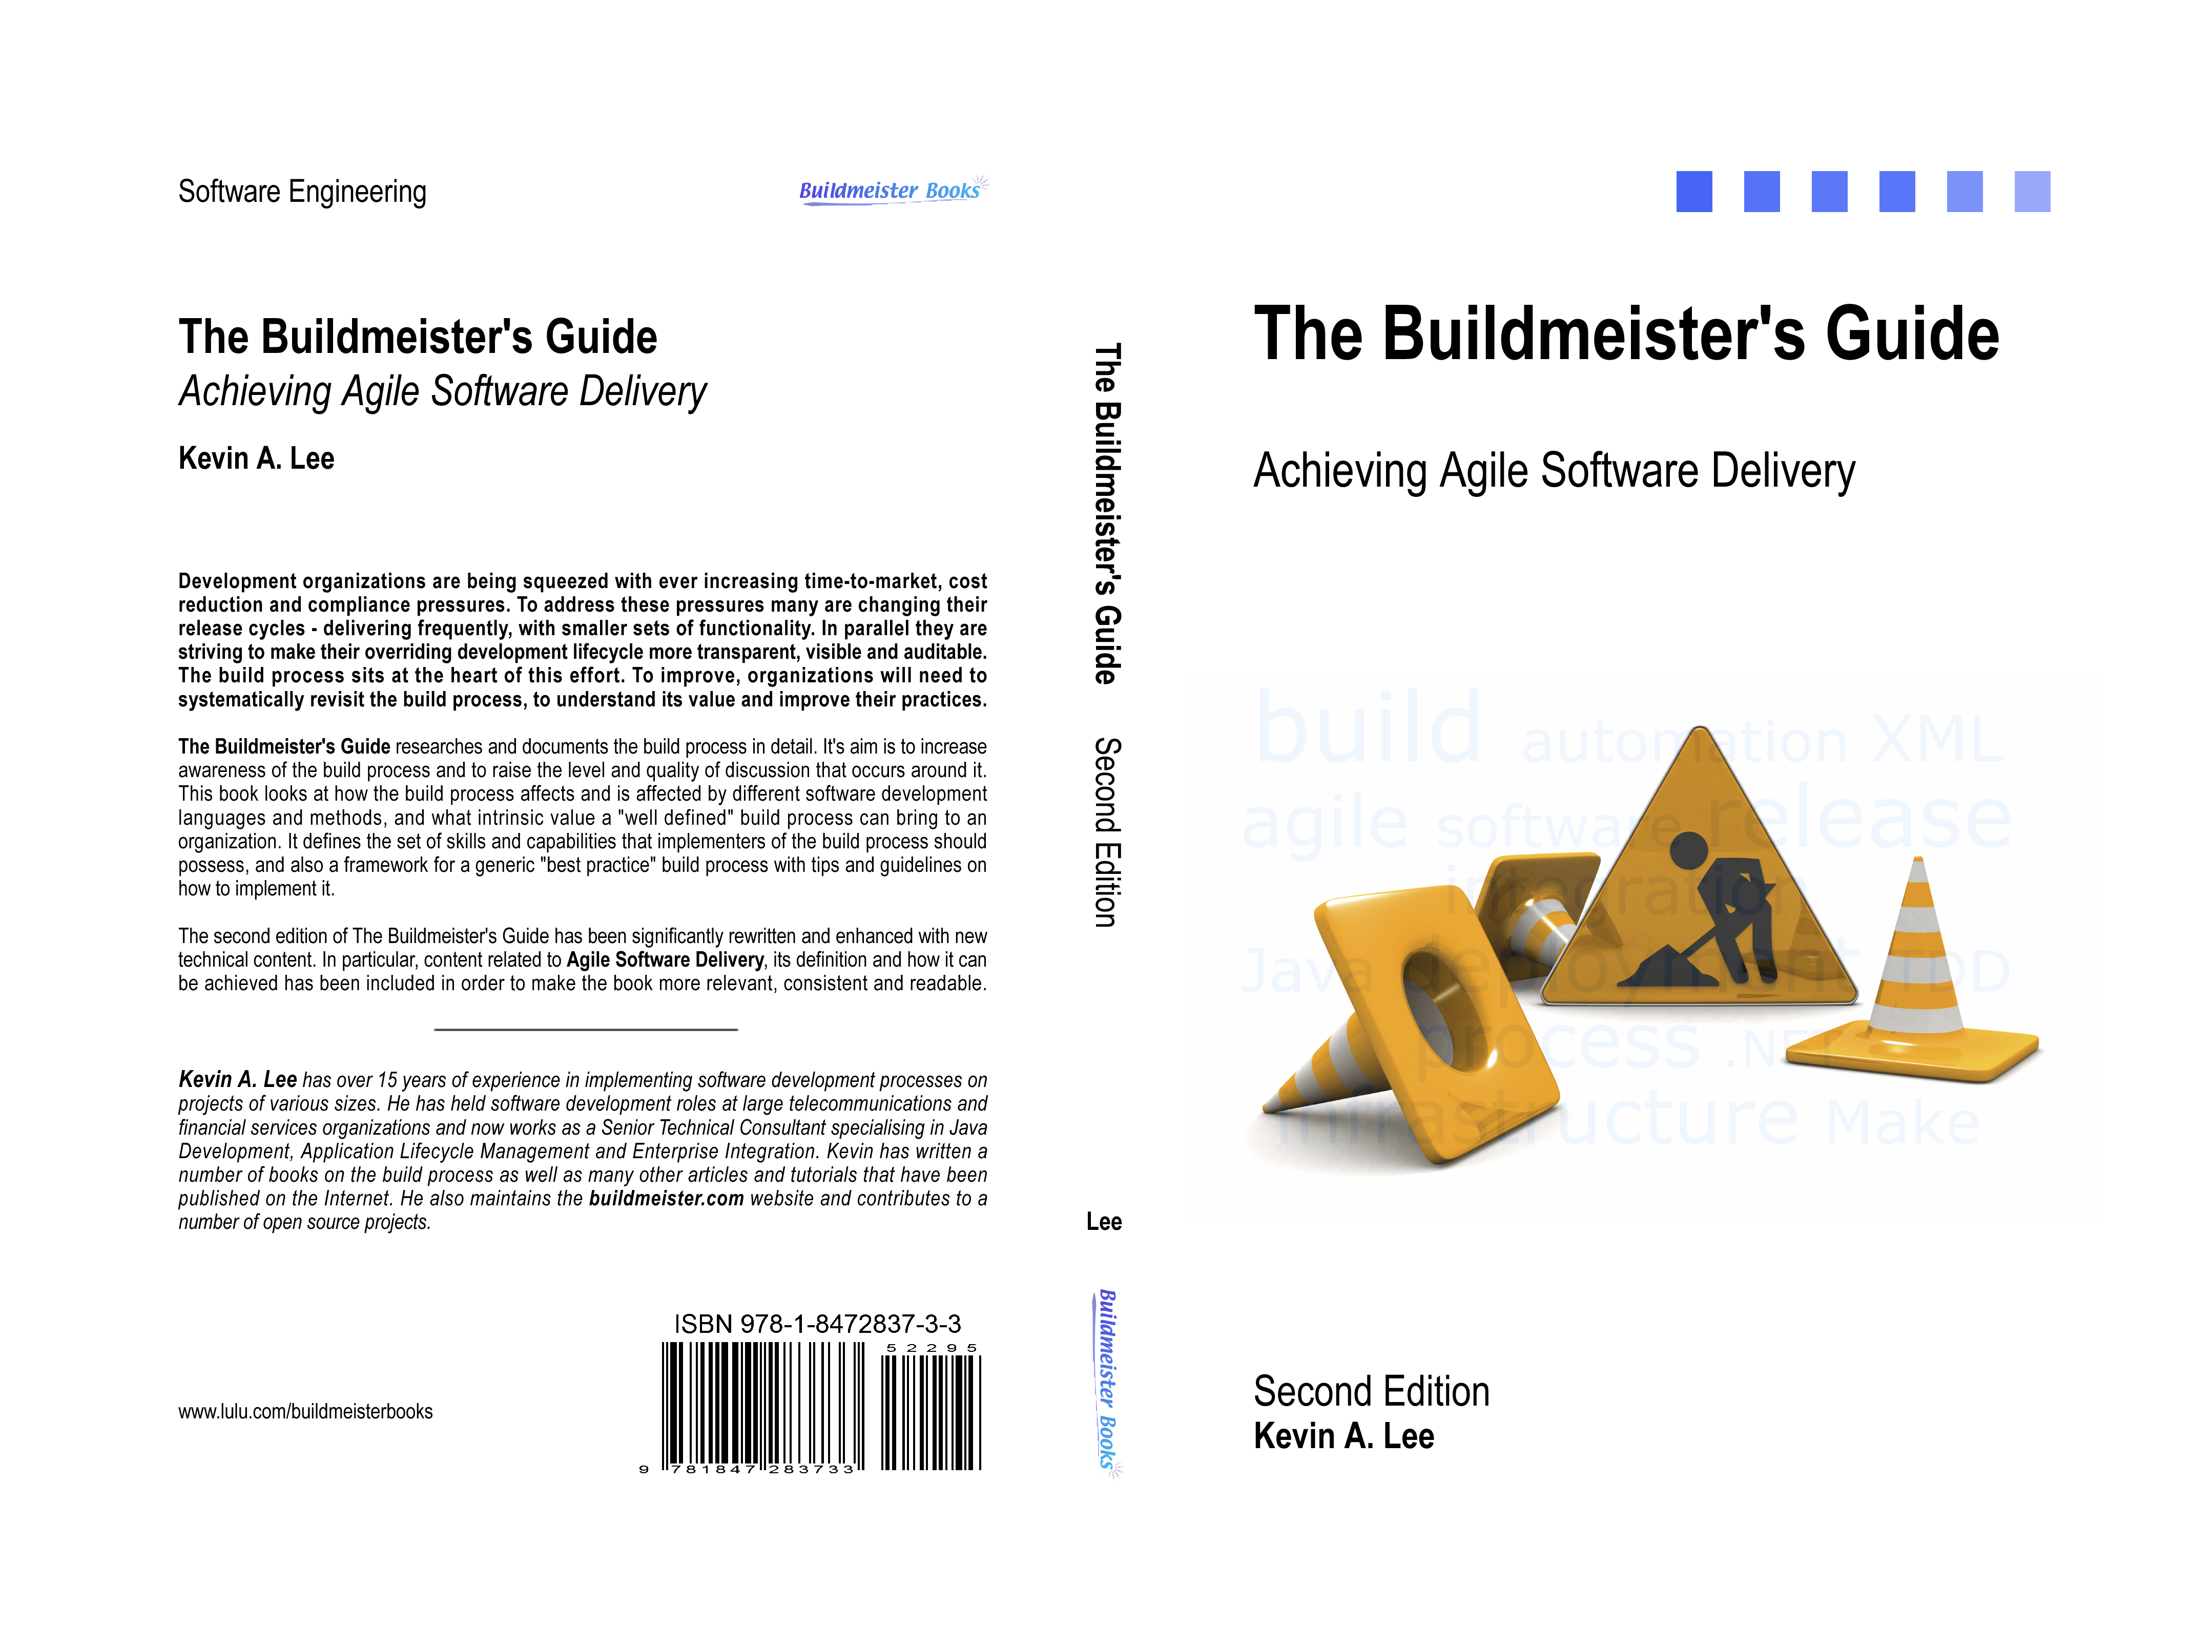 Software Engineering
Buildmeister Books
The Buildmeister's Guide
Achieving Agile Software Delivery
Kevin A. Lee
Development organizations are being squeezed with ever increasing time-to-market, cost
reduction and compliance pressures. To address these pressures many are changing their
release cycles - delivering frequently, with smaller sets of functionality. In parallel they are
striving to make their overriding development lifecycle more transparent, visible and auditable.
The build process sits at the heart of this effort. To improve, organizations will need to
systematically revisit the build process, to understand its value and improve their practices.
The Buildmeister's Guide researches and documents the build process in detail. It's aim is to increase
awareness of the build process and to raise the level and quality of discussion that occurs around it.
This book looks at how the build process affects and is affected by different software development
languages and methods, and what intrinsic value a "well defined" build process can bring to an
organization. It defines the set of skills and capabilities that implementers of the build process should
possess, and also a framework for a generic "best practice" build process with tips and guidelines on
how to implement it.
The second edition of The Buildmeister's Guide has been significantly rewritten and enhanced with new
technical content. In particular, content related to Agile Software Delivery, its definition and how it can
be achieved has been included in order to make the book more relevant, consistent and readable.
Kevin A. Lee has over 15 years of experience in implementing software development processes on
projects of various sizes. He has held software development roles at large telecommunications and
financial services organizations and now works as a Senior Technical Consultant specialising in Java
Development, Application Lifecycle Management and Enterprise Integration. Kevin has written a
number of books on the build process as well as many other articles and tutorials that have been
published on the Internet. He also maintains the buildmeister.com website and contributes to a
number of open source projects.
www.lulu.com/buildmeisterbooks
ISBN 978-1-8472837-3-3
52295
9 781847 283733
The Buildmeister's Guide Second Edition
Lee
Buildmeister Books
The Buildmeister's Guide
Achieving Agile Software Delivery
build automation XML
agile software release
integration
Java deployment TDD
process .NET
infrastructure Make
Second Edition
Kevin A. Lee